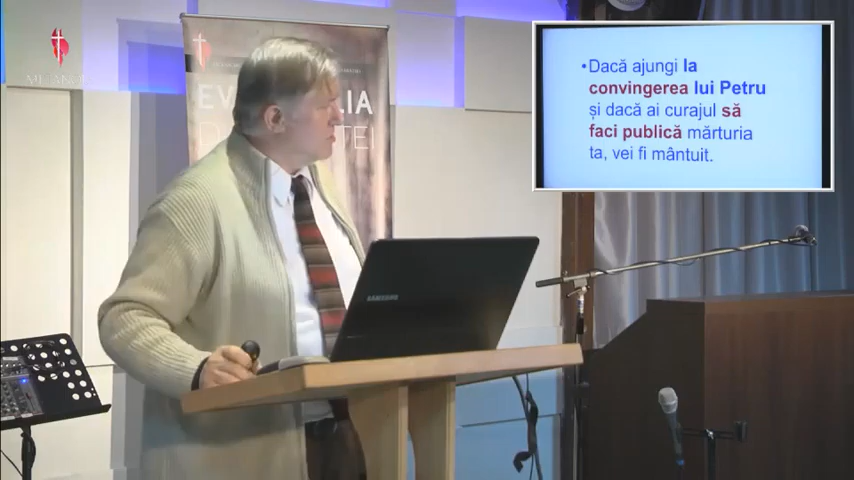 METANOIA
•Dacă ajungi la
convingerea lui Petru
și dacă ai curajul să
faci publică mărturia
ta, vei fi mântuit.
SAMSUNG